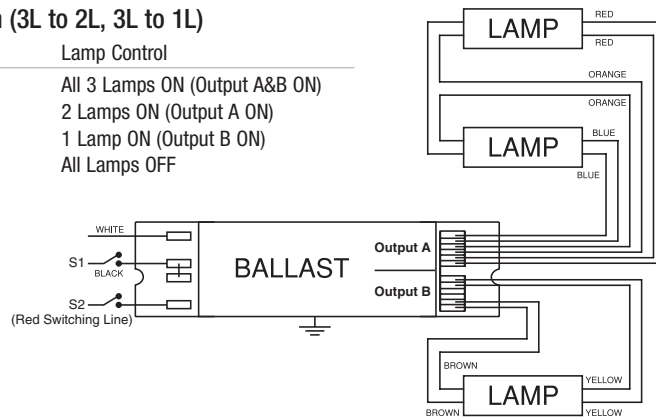 (3L to 2L, 3L to 1L)
Lamp Control
All 3 Lamps ON (Output A&B ON)
2 Lamps ON (Output A ON)
1 Lamp ON (Output B ON)
All Lamps OFF
LAMP
RED
RED
ORANGE
ORANGE
LAMP
BLUE
BLUE
WHITE
S1
BLACK
S2
(Red Switching Line)
BALLAST
Output A
Output B
BROWN
BROWN
LAMP
YELLOW
YELLOW